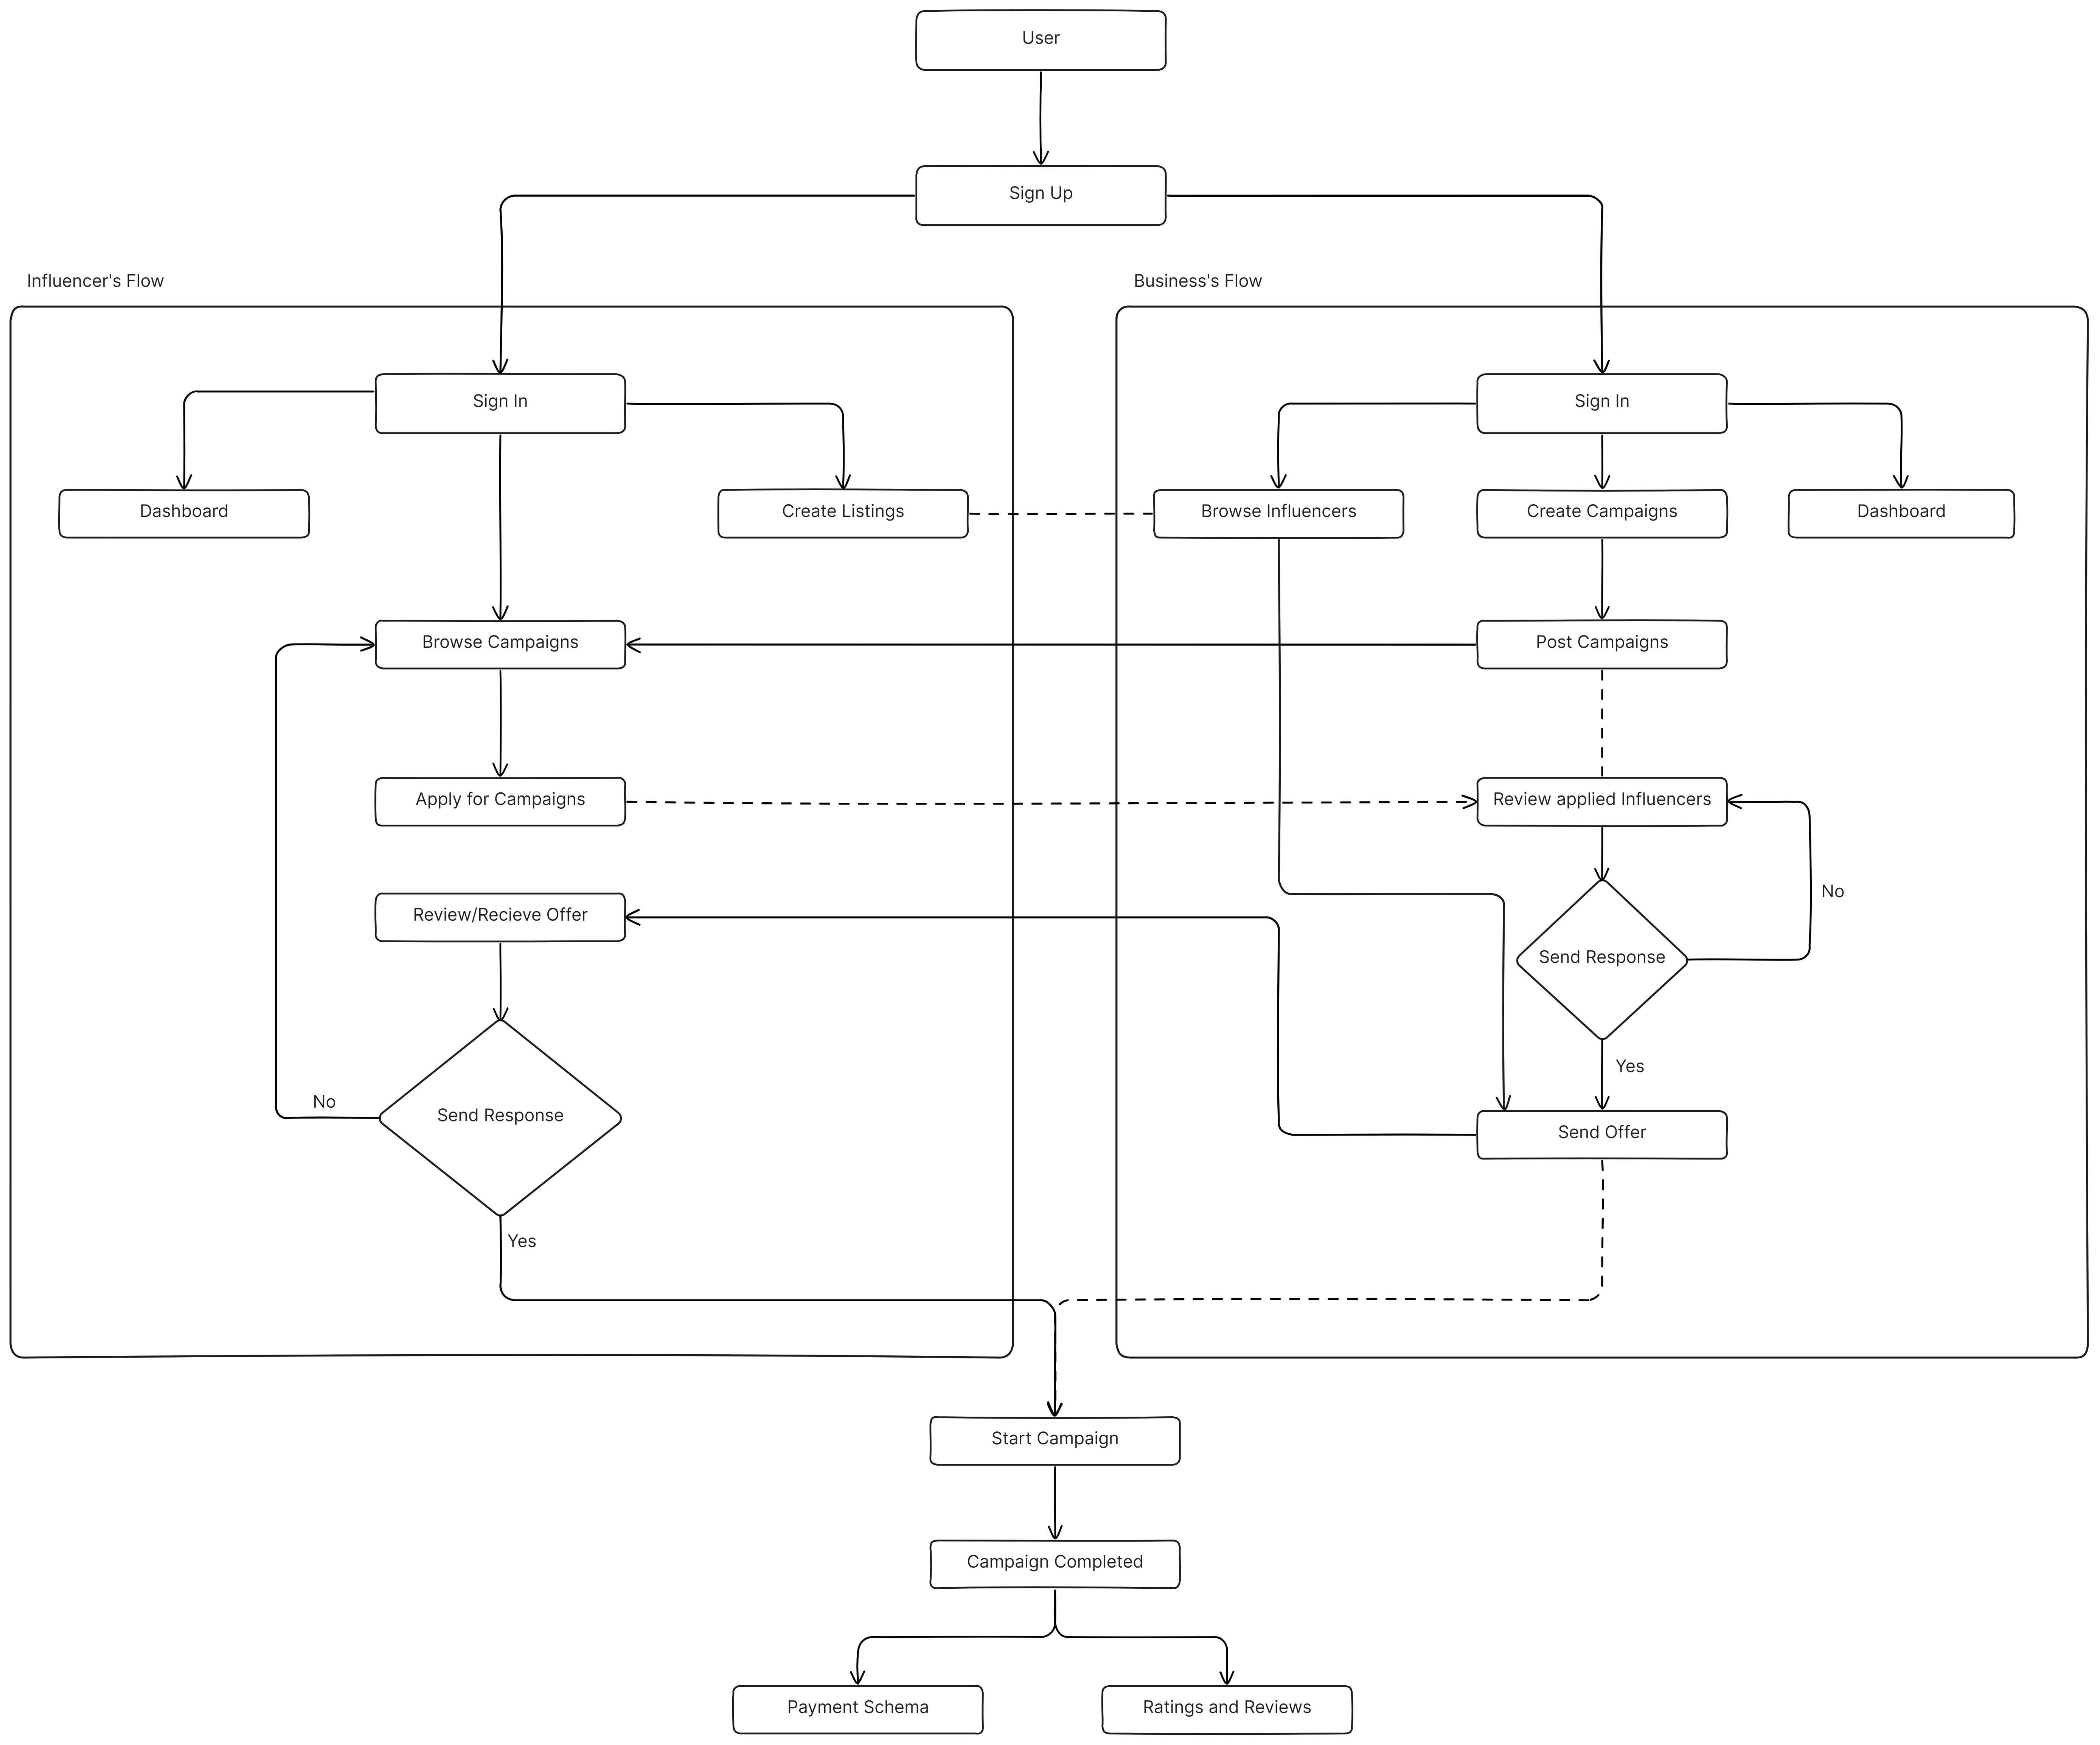 User
Sign Up
Influencer's Flow
Business's Flow
Sign In
Sign In
Dashboard
Create Listings
Browse Influencers
Create Campaigns
Dashboard
Browse Campaigns
Post Campaigns
Apply for Campaigns
Review applied Influencers
No
Review/Recieve Offer
Send Response
Yes
No
Send Response
Send Offer
Yes
Start Campaign
Campaign Completed
Payment Schema
Ratings and Reviews